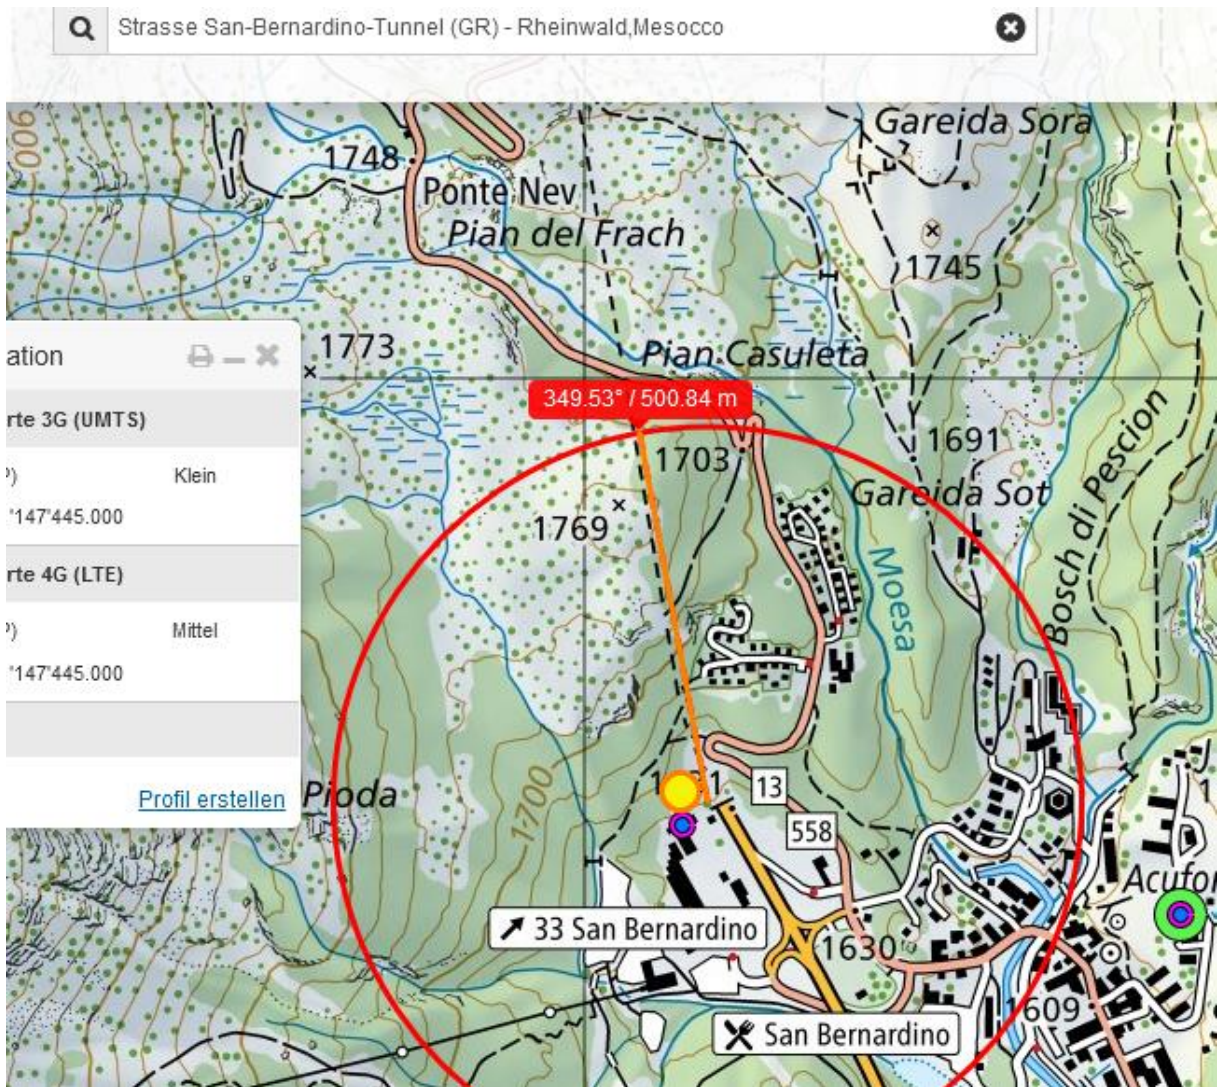 Strasse San-Bernardino-Tunnel (GR) - Rheinwald,Mesocco
Gareida Sora
1748
Ponte Nev
Pian del Frach
1745
ation
1773
Pian Casuleta
349.53° / 500.84 m
rte 3G (UMTS)
1691
1703
Klein
Gareida Sot
'147'445.000
1769
Bosch di Pescion
rte 4G (LTE)
Moesa
Mittel
'147'445.000
Profil erstellen
Pioda
1700
13
558
Acufor
33 San Bernardino
1630
1609
San Bernardino